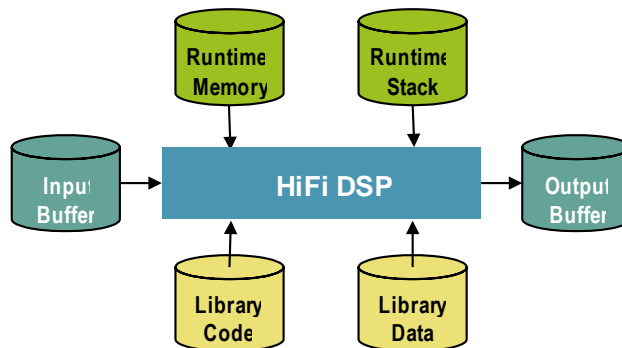 Runtime
Memory
Runtime
Stack
Input
Buffer
HiFi DSP
Output
Buffer
Library
Code
Library
Data